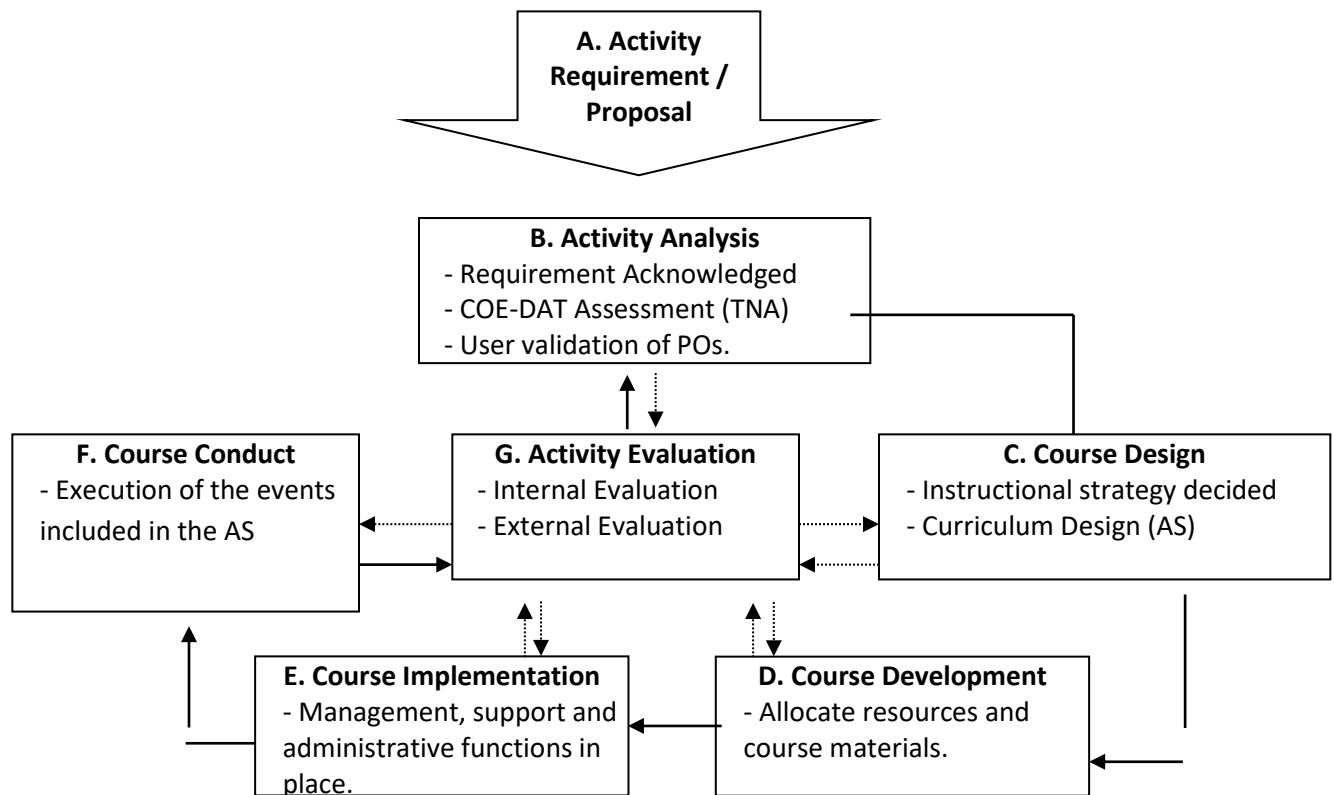 A. Activity
Requirement /
Proposal
B. Activity Analysis
- Requirement Acknowledged
- COE-DAT Assessment (TNA)
- User validation of POs.
F. Course Conduct
- Execution of the events
included in the AS
G. Activity Evaluation
- Internal Evaluation
- External Evaluation
C. Course Design
- Instructional strategy decided
- Curriculum Design (AS)
E. Course Implementation
- Management, support and
administrative functions in
place.
D. Course Development
- Allocate resources and
course materials.